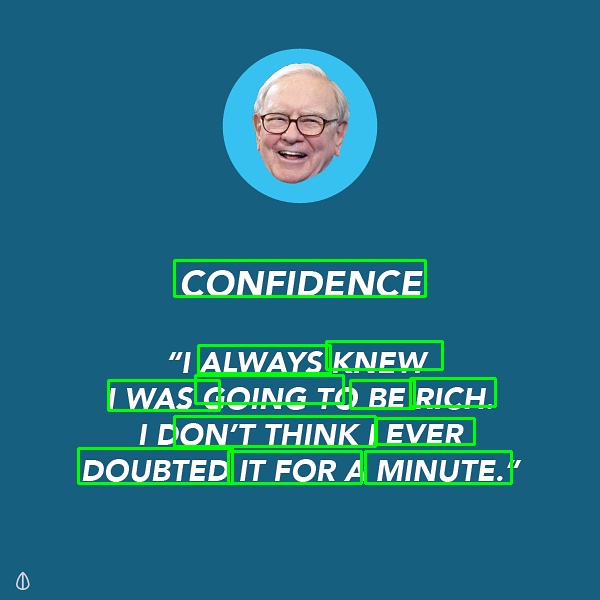 CONFIDENCE
“I ALWAYS KNEW
I WAS GOING TO BE RICH.
I DON’T THINK I EVER
DOUBTED IT FOR A MINUTE.”